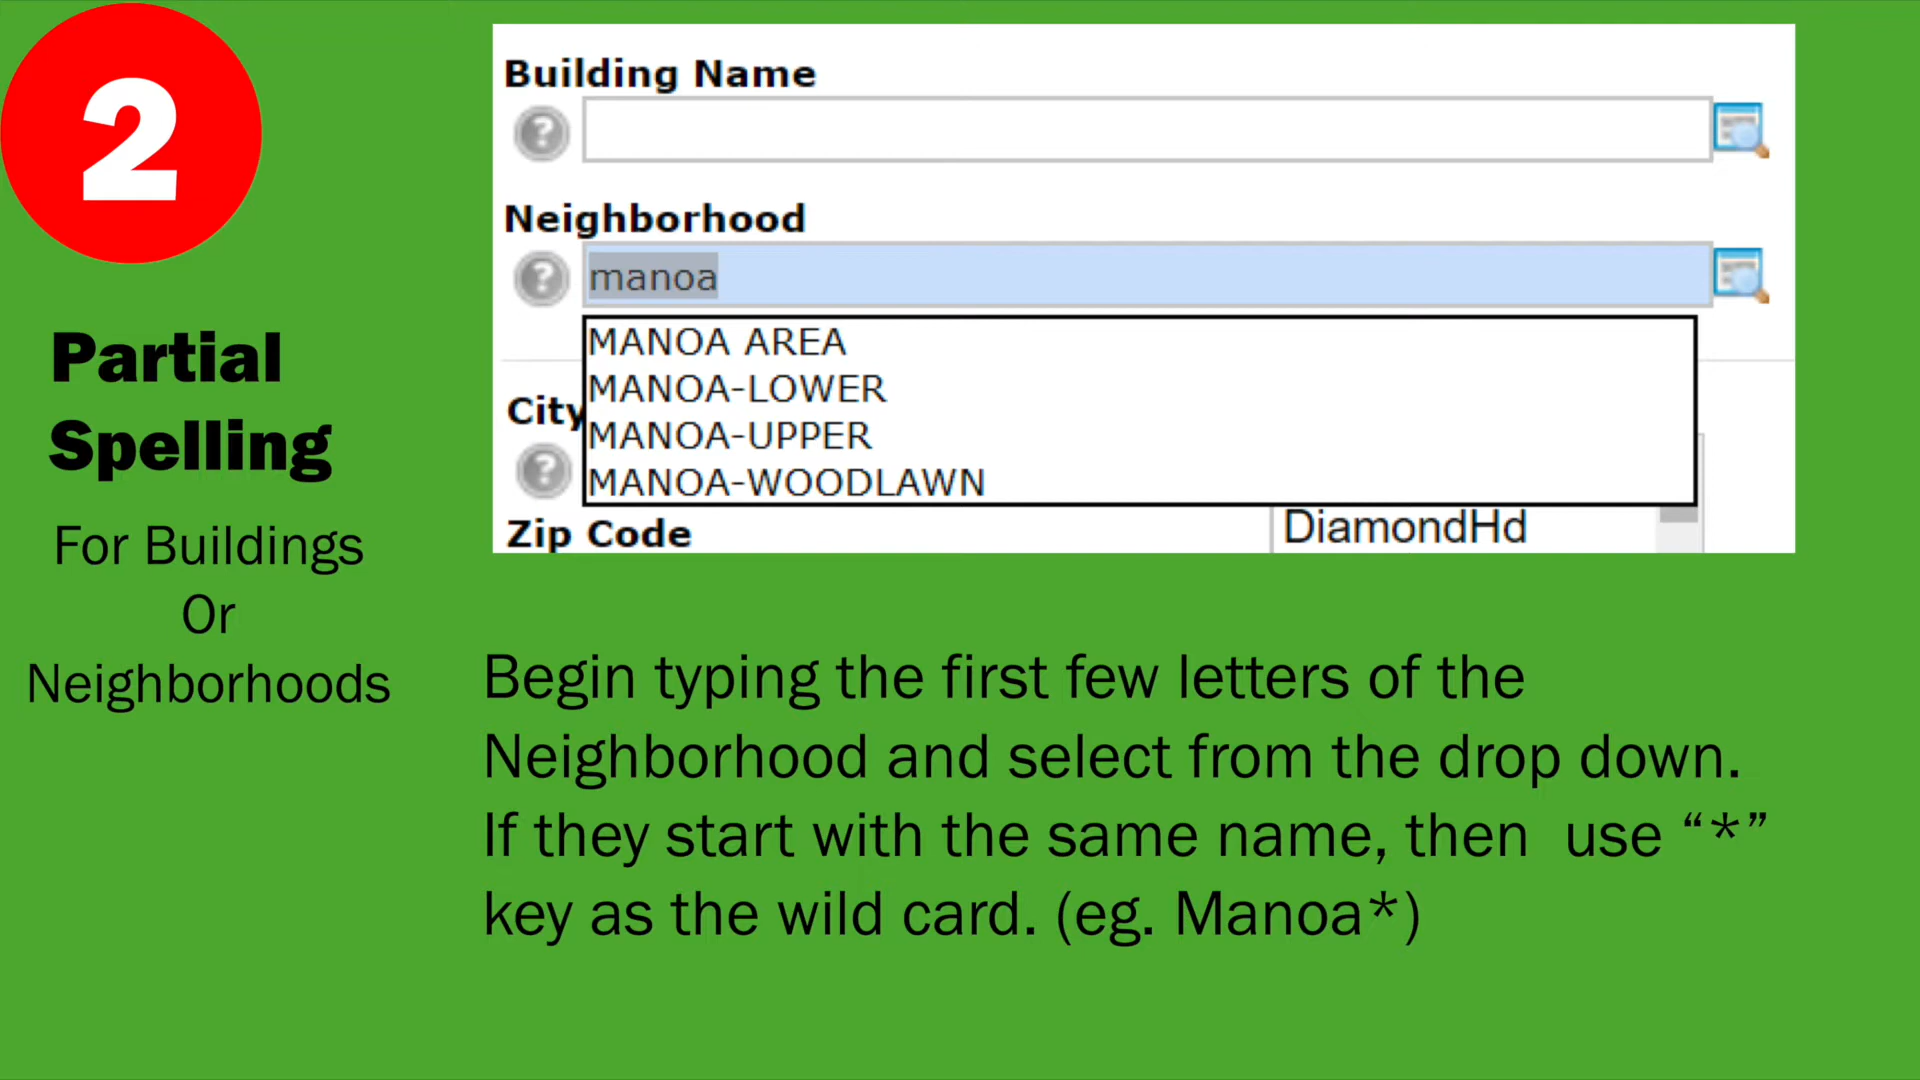 2
Partial
Spelling
For Buildings
Or
Neighborhoods
Building Name
?
Neighborhood
?
manoa
MANOA AREA
MANOA-LOWER
MANOA-UPPER
MANOA-WOODLAWN
City
?
Zip Code
DiamondHd
Begin typing the first few letters of the
Neighborhood and select from the drop down.
If they start with the same name, then use “*”
key as the wild card. (eg. Manoa*)